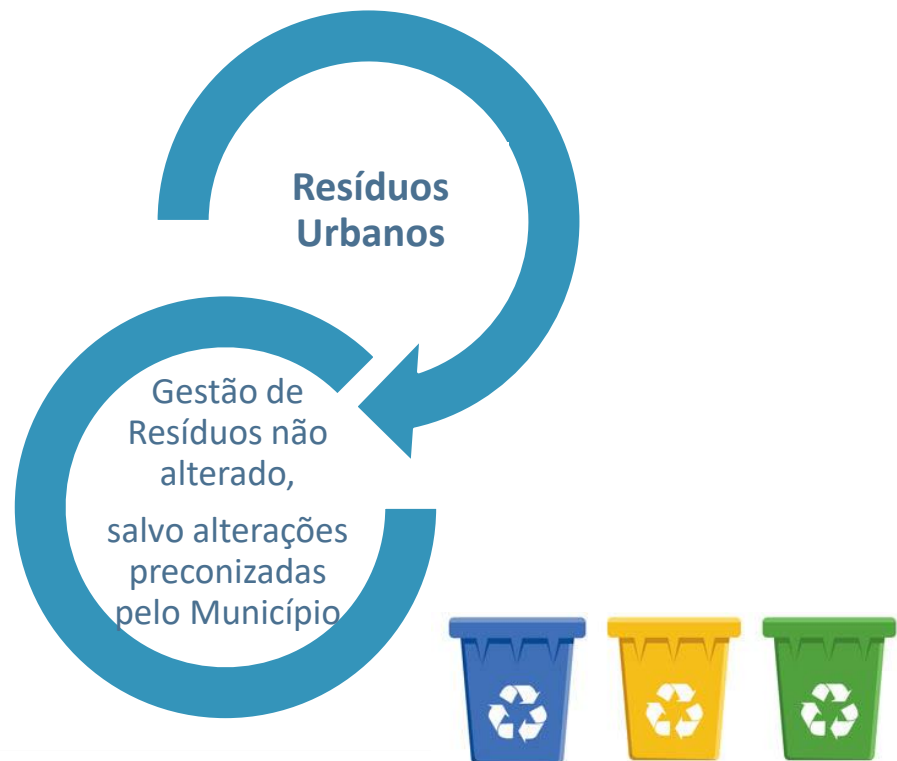 Resíduos
Urbanos
Gestão de
Resíduos não
alterado,
salvo alterações
preconizadas
pelo Município